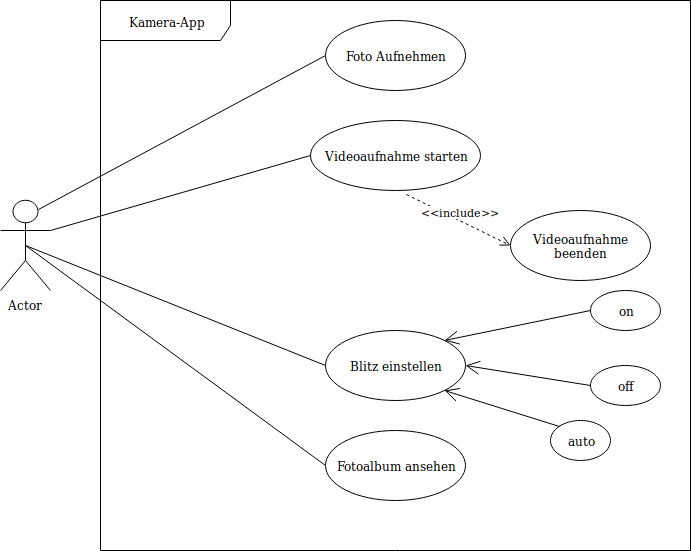 Kamera-App
Foto Aufnehmen
Videoaufnahme starten
<<include>>
Videoaufnahme
beenden
Actor
on
Blitz einstellen
off
auto
Fotoalbum ansehen